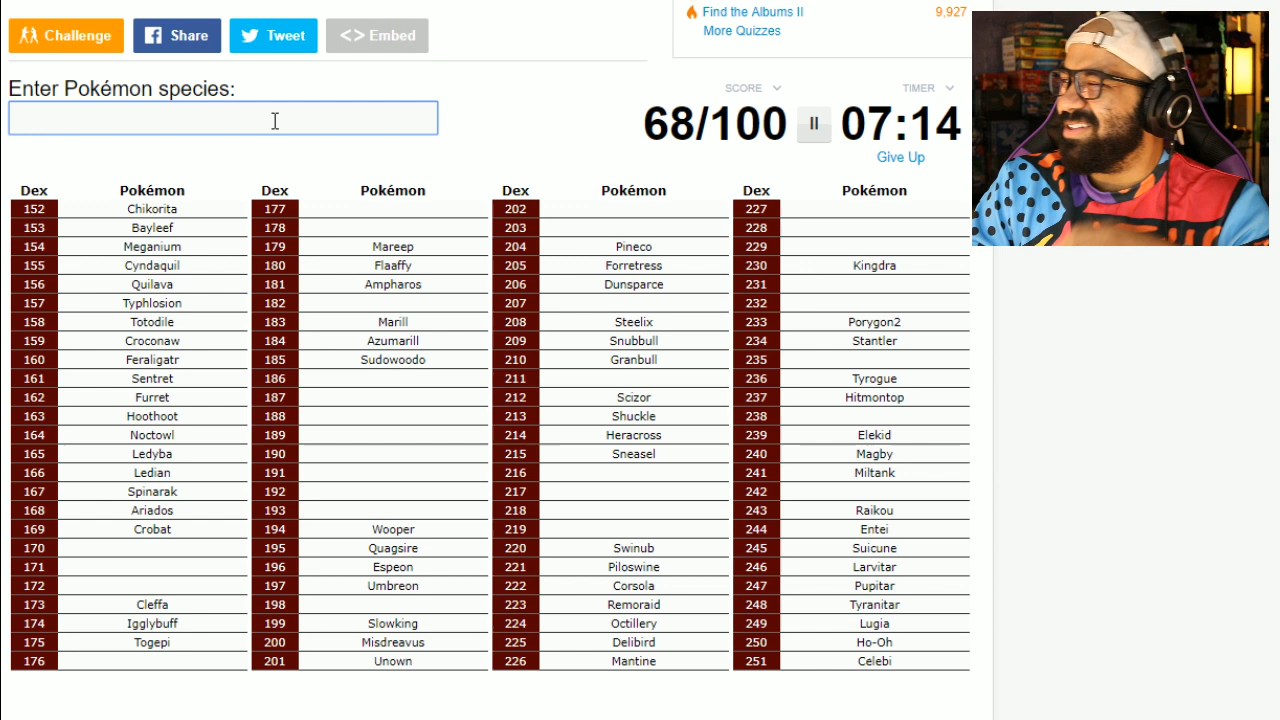 Challenge Share Tweet <> Embed
Find the Albums II 9,927
More Quizzes
Enter Pokémon species:
SCORE TIMER
68/100 07:14
Give Up
Dex Pokémon Dex Pokémon Dex Pokémon Dex Pokémon
152 Chikorita 177 202 227
153 Bayleef 178 203 228
154 Meganium 179 Mareep 204 Pineco 229
155 Cyndaquil 180 Flaaffy 205 Forretress 230 Kingdra
156 Quilava 181 Ampharos 206 Dunsparce 231
157 Typhlosion 182 207 232
158 Totodile 183 Marill 208 Steelix 233 Porygon2
159 Croconaw 184 Azumarill 209 Snubbull 234 Stantler
160 Feraligatr 185 Sudowoodo 210 Granbull 235
161 Sentret 186 211 236 Tyrogue
162 Furret 187 212 Scizor 237 Hitmontop
163 Hoothoot 188 213 Shuckle 238
164 Noctowl 189 214 Heracross 239 Elekid
165 Ledyba 190 215 Sneasel 240 Magby
166 Ledian 191 216 241 Miltank
167 Spinarak 192 217 242
168 Ariados 193 218 243 Raikou
169 Crobat 194 Wooper 219 244 Entei
170 195 Quagsire 220 Swinub 245 Suicune
171 196 Espeon 221 Piloswine 246 Larvitar
172 197 Umbreon 222 Corsola 247 Pupitar
173 Cleffa 198 223 Remoraid 248 Tyranitar
174 Igglybuff 199 Slowking 224 Octillery 249 Lugia
175 Togepi 200 Misdreavus 225 Delibird 250 Ho-Oh
176 201 Unown 226 Mantine 251 Celebi